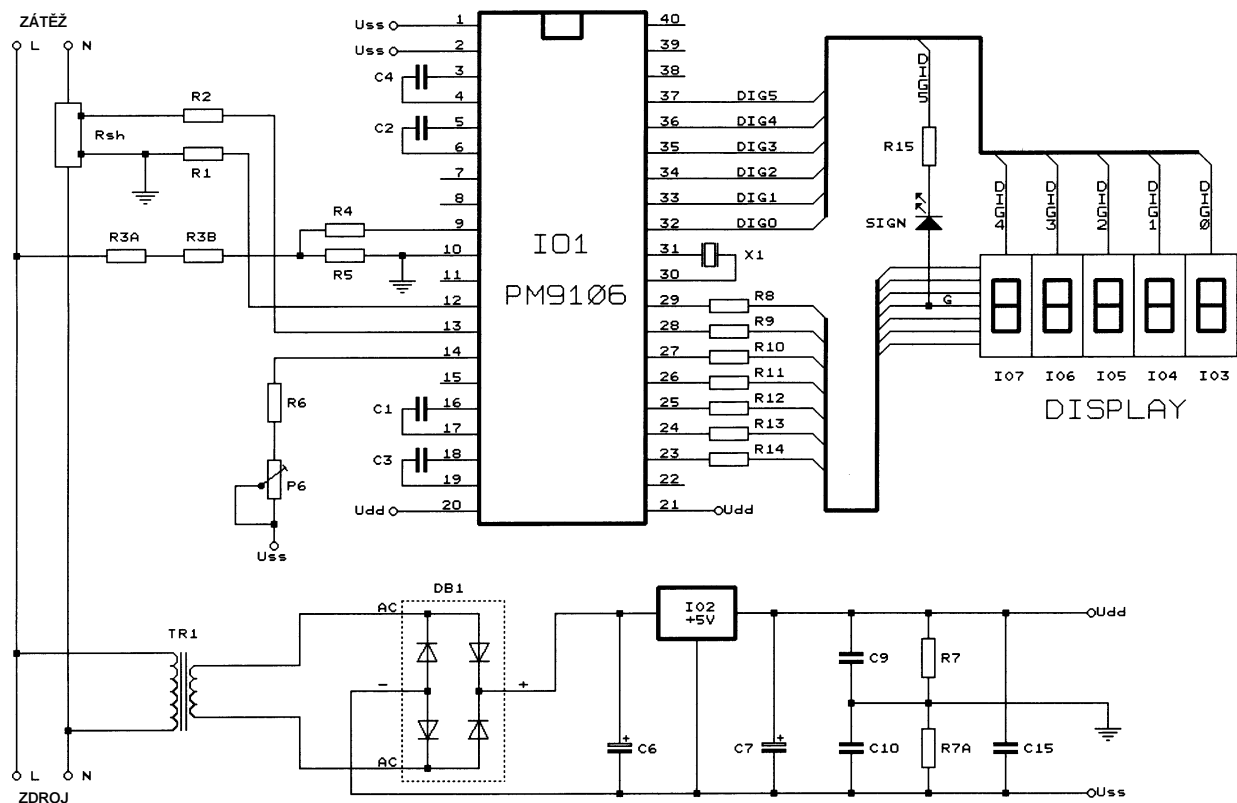 ZÁTĚŽ
L N
R2
Rsh
R1
R4
R3A R3B
R5
R6
P6
Uss
Uss
Uss
C4
C2
C1
C3
Udd
1
2
3
4
5
6
7
8
9
10
11
12
13
14
15
16
17
18
19
20
IO1
PM9106
40
39
38
37 DIG5
36 DIG4
35 DIG3
34 DIG2
33 DIG1
32 DIG0
31 X1
30
29 R8
28 R9
27 R10
26 R11
25 R12
24 R13
23 R14
22
21 Udd
DIG5
R15
SIGN
G
DIG4 DIG3 DIG2 DIG1 DIG0
IO7 IO6 IO5 IO4 IO3
DISPLAY
TR1
DB1
AC
- +
AC
IO2
+5V
+ C6
+ C7
C9 R7
C10 R7A C15
Udd
Uss
L N
ZDROJ